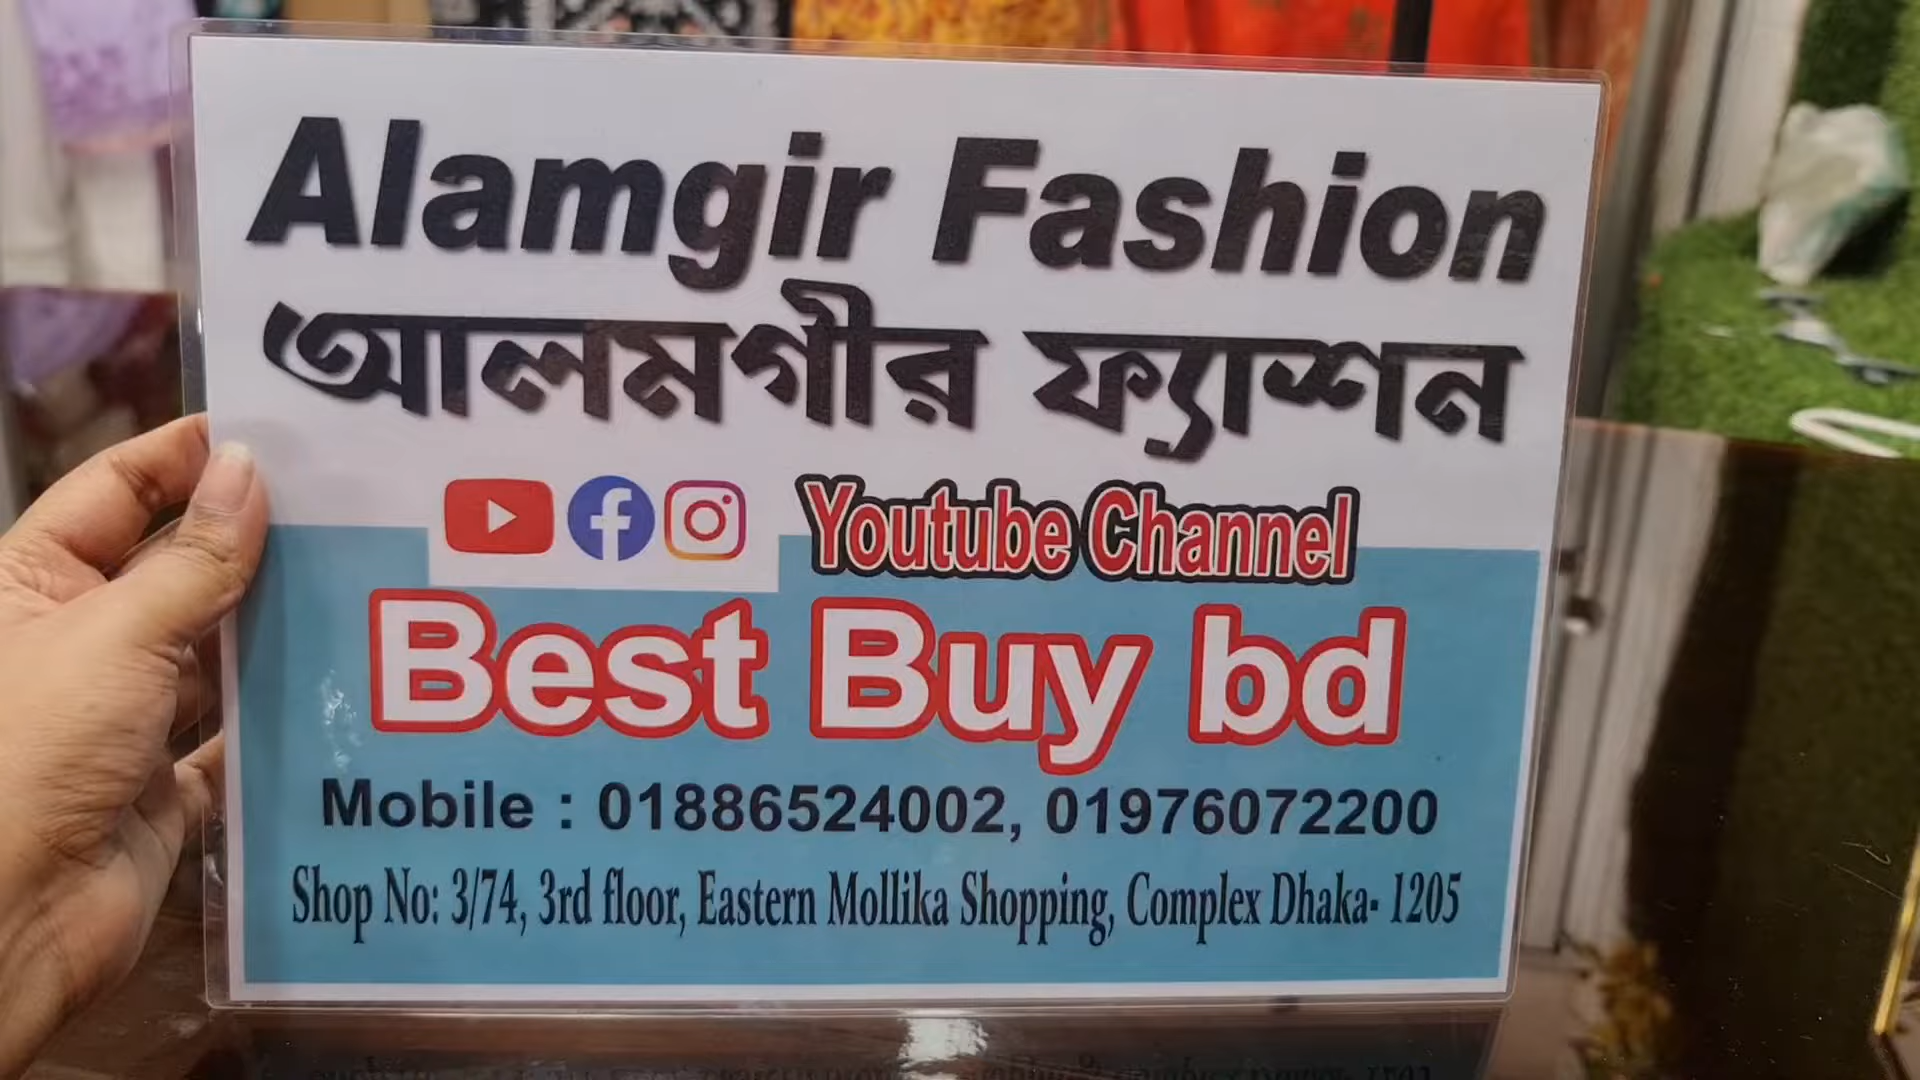 Alamgir Fashion
আলমগীর ফ্যাশন
Youtube Channel
Best Buy bd
Mobile : 01886524002, 01976072200
Shop No: 3/74, 3rd floor, Eastern Mollika Shopping, Complex Dhaka- 1205